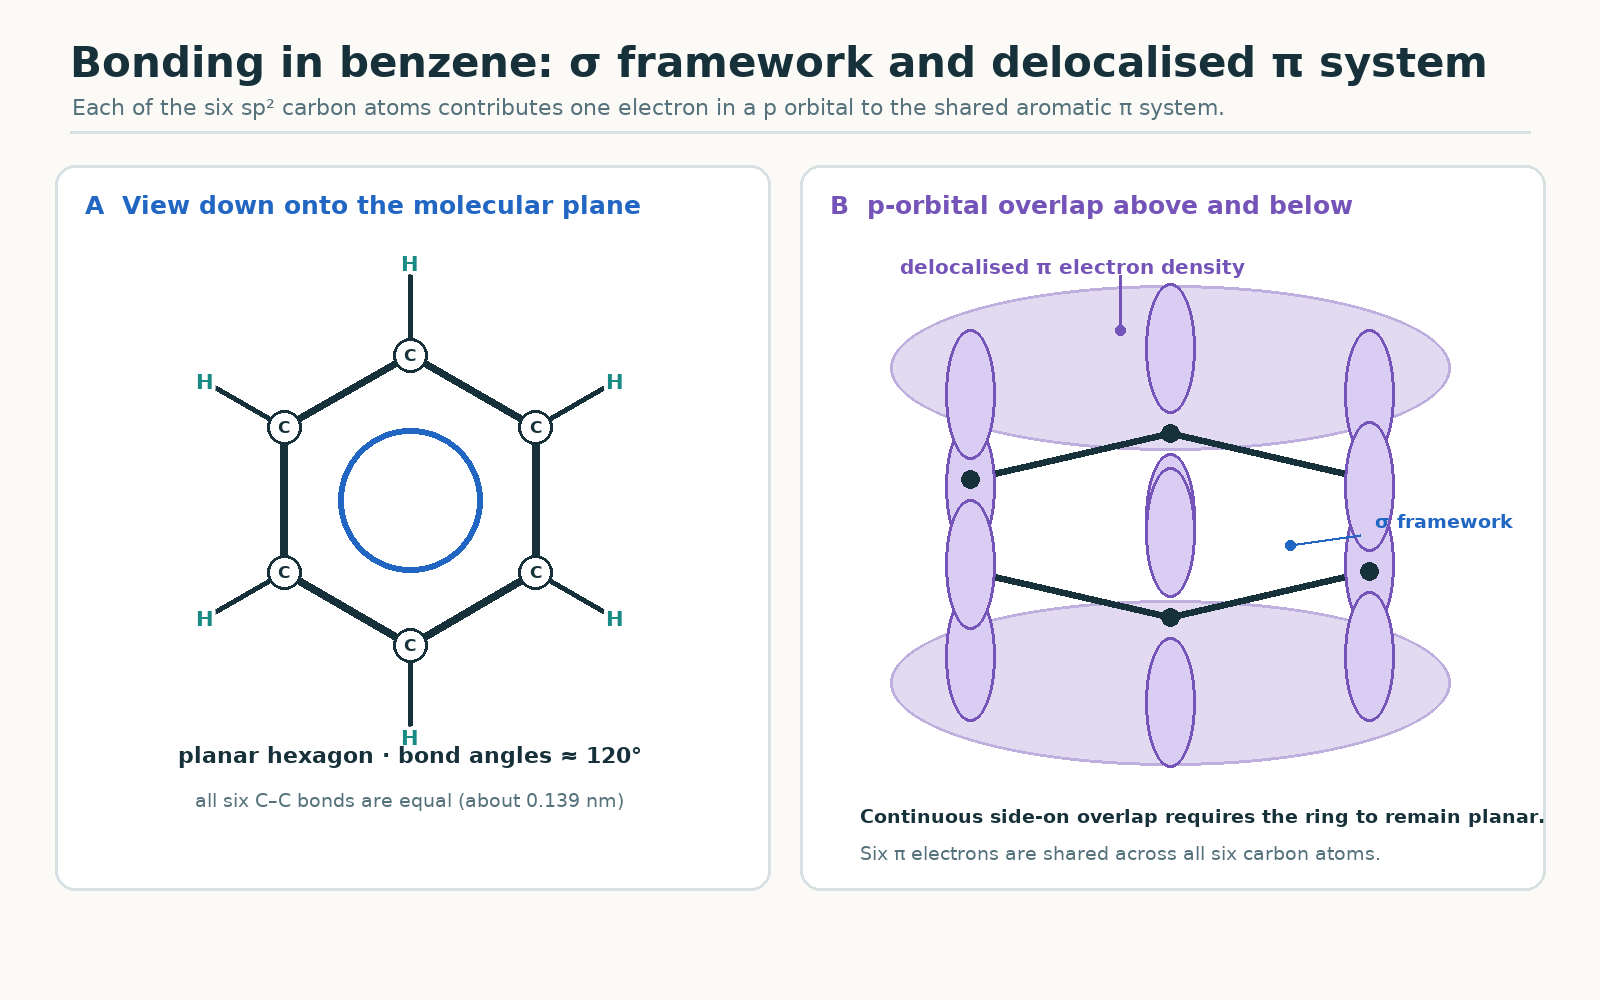 Bonding in benzene: σ framework and delocalised π system
Each of the six sp² carbon atoms contributes one electron in a p orbital to the shared aromatic π system.
A View down onto the molecular plane
H
C
H
H
C
C
C
C
H
H
C
H
planar hexagon · bond angles ≈ 120°
all six C–C bonds are equal (about 0.139 nm)
B p-orbital overlap above and below
delocalised π electron density
σ framework
Continuous side-on overlap requires the ring to remain planar.
Six π electrons are shared across all six carbon atoms.